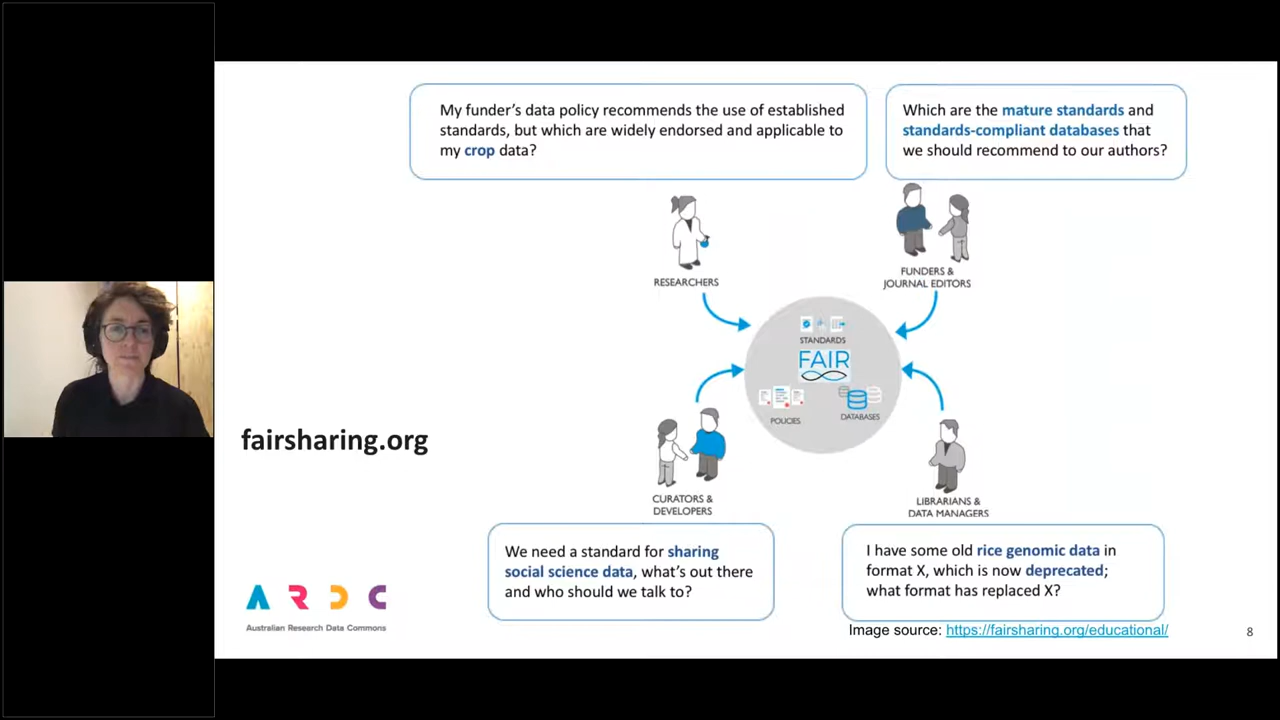 My funder's data policy recommends the use of established
standards, but which are widely endorsed and applicable to
my crop data?
Which are the mature standards and
standards-compliant databases that
we should recommend to our authors?
RESEARCHERS
FUNDERS &
JOURNAL EDITORS
STANDARDS
FAIR
POLICIES
DATABASES
fairsharing.org
CURATORS &
DEVELOPERS
LIBRARIANS &
DATA MANAGERS
We need a standard for sharing
social science data, what's out there
and who should we talk to?
I have some old rice genomic data in
format X, which is now deprecated;
what format has replaced X?
ARDC
Australian Research Data Commons
Image source: https://fairsharing.org/educational/
8